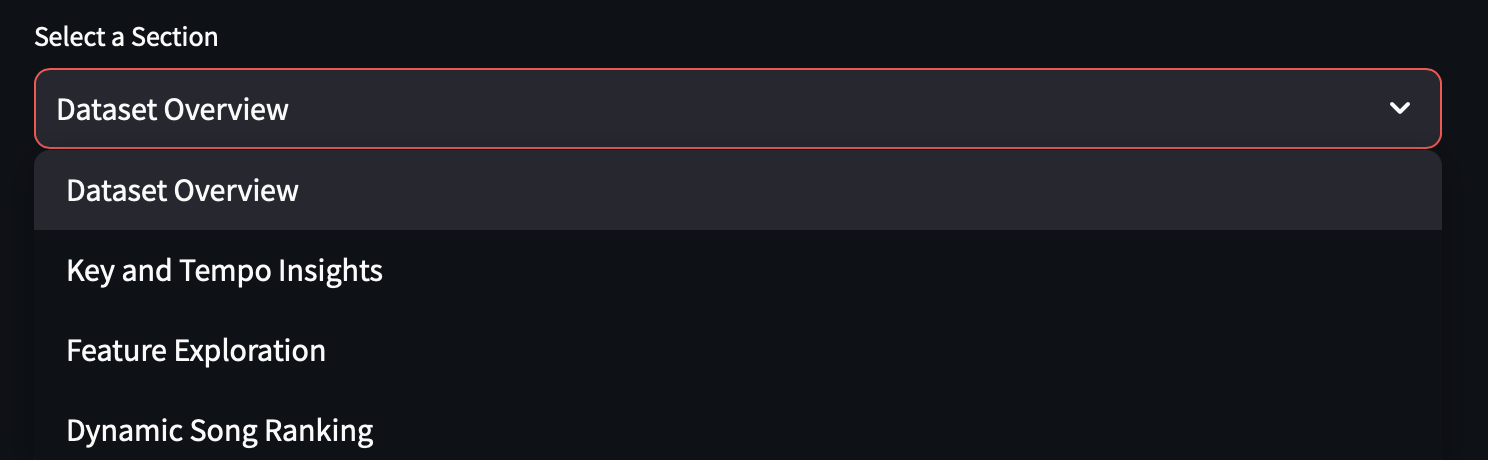 Select a Section
Dataset Overview
Dataset Overview
Key and Tempo Insights
Feature Exploration
Dynamic Song Ranking